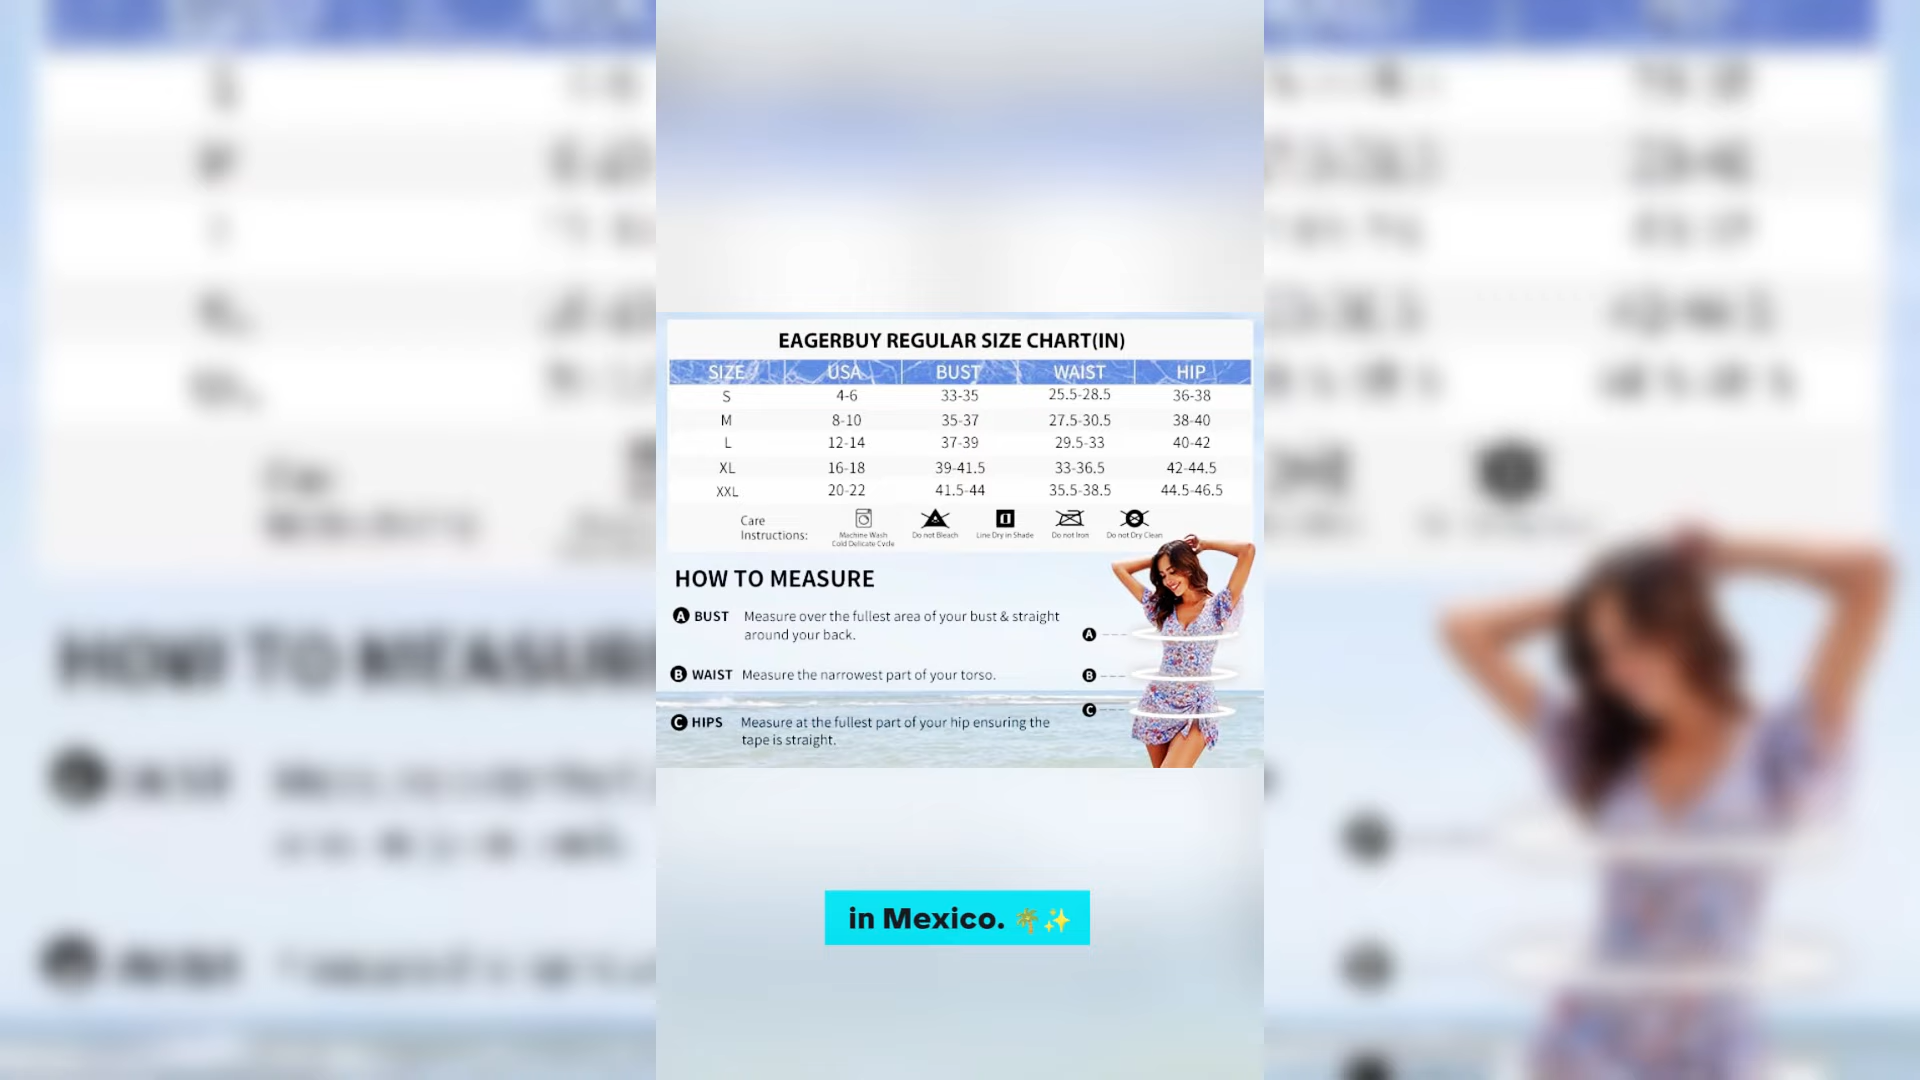 EAGERBUY REGULAR SIZE CHART(IN)
SIZE USA BUST WAIST HIP
S 4-6 33-35 25.5-28.5 36-38
M 8-10 35-37 27.5-30.5 38-40
L 12-14 37-39 29.5-33 40-42
XL 16-18 39-41.5 33-36.5 42-44.5
XXL 20-22 41.5-44 35.5-38.5 44.5-46.5
Care
Instructions:
Machine Wash
Cold Delicate Cycle
Do not Bleach
Line Dry in Shade
Do not Iron
Do not Dry Clean
HOW TO MEASURE
A BUST Measure over the fullest area of your bust & straight
around your back.
B WAIST Measure the narrowest part of your torso.
C HIPS Measure at the fullest part of your hip ensuring the
tape is straight.
A
B
C
in Mexico. 🌴✨